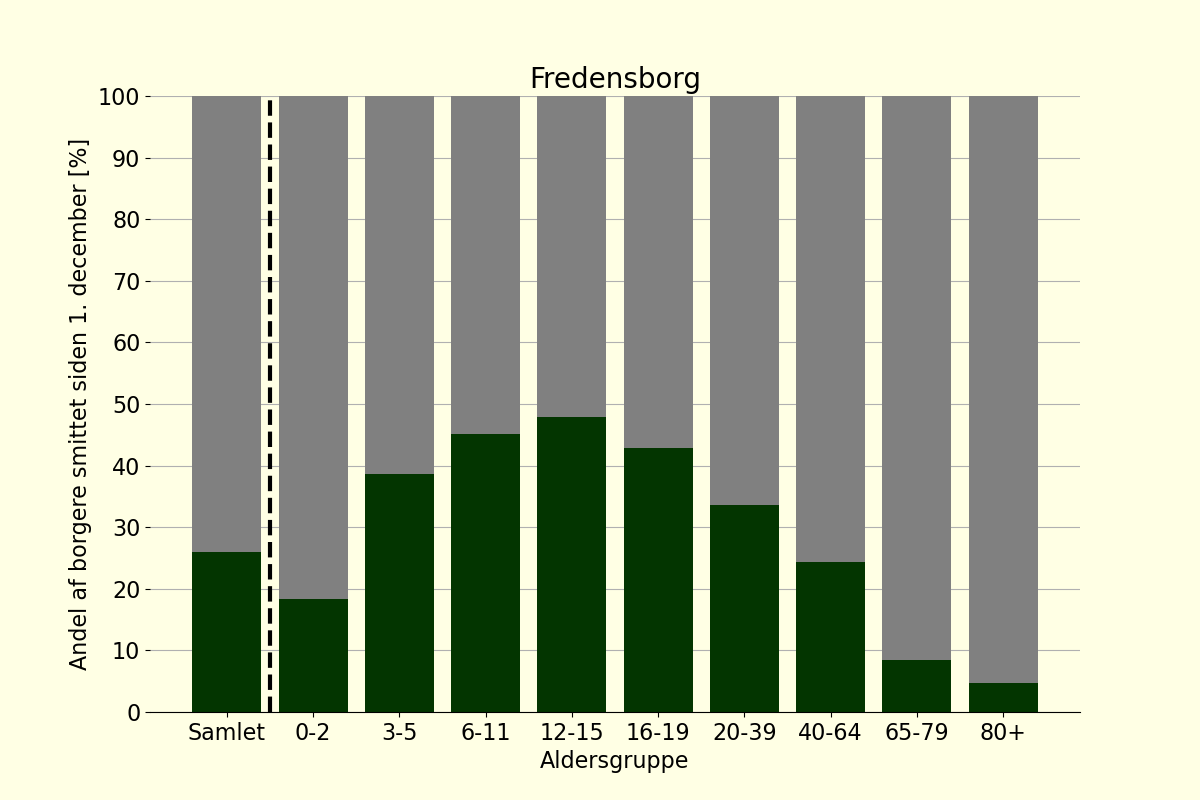 Fredensborg
Andel af borgere smittet siden 1. december [%]
100
90
80
70
60
50
40
30
20
10
0
Samlet 0-2 3-5 6-11 12-15 16-19 20-39 40-64 65-79 80+
Aldersgruppe